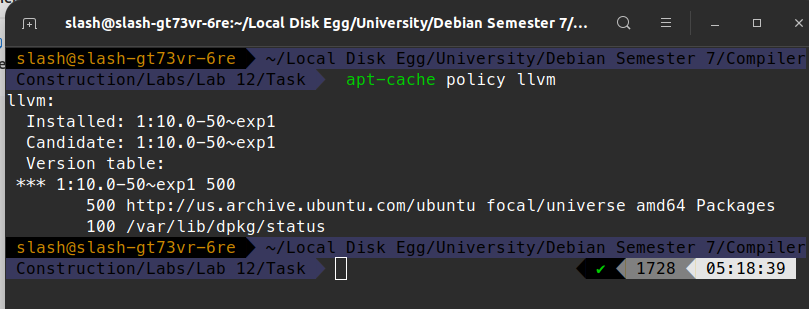 slash@slash-gt73vr-6re:~/Local Disk Egg/University/Debian Semester 7/...
slash@slash-gt73vr-6re ~/Local Disk Egg/University/Debian Semester 7/Compiler
Construction/Labs/Lab 12/Task apt-cache policy llvm
llvm:
Installed: 1:10.0-50~exp1
Candidate: 1:10.0-50~exp1
Version table:
*** 1:10.0-50~exp1 500
500 http://us.archive.ubuntu.com/ubuntu focal/universe amd64 Packages
100 /var/lib/dpkg/status
slash@slash-gt73vr-6re ~/Local Disk Egg/University/Debian Semester 7/Compiler
Construction/Labs/Lab 12/Task ✔ 1728 05:18:39